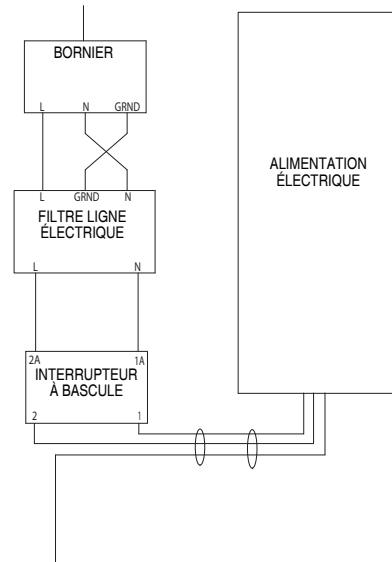 BORNIER
L N GRND
L GRND N
FILTRE LIGNE
ÉLECTRIQUE
L N
ALIMENTATION
ÉLECTRIQUE
2A 1A
INTERRUPTEUR
À BASCULE
2 1